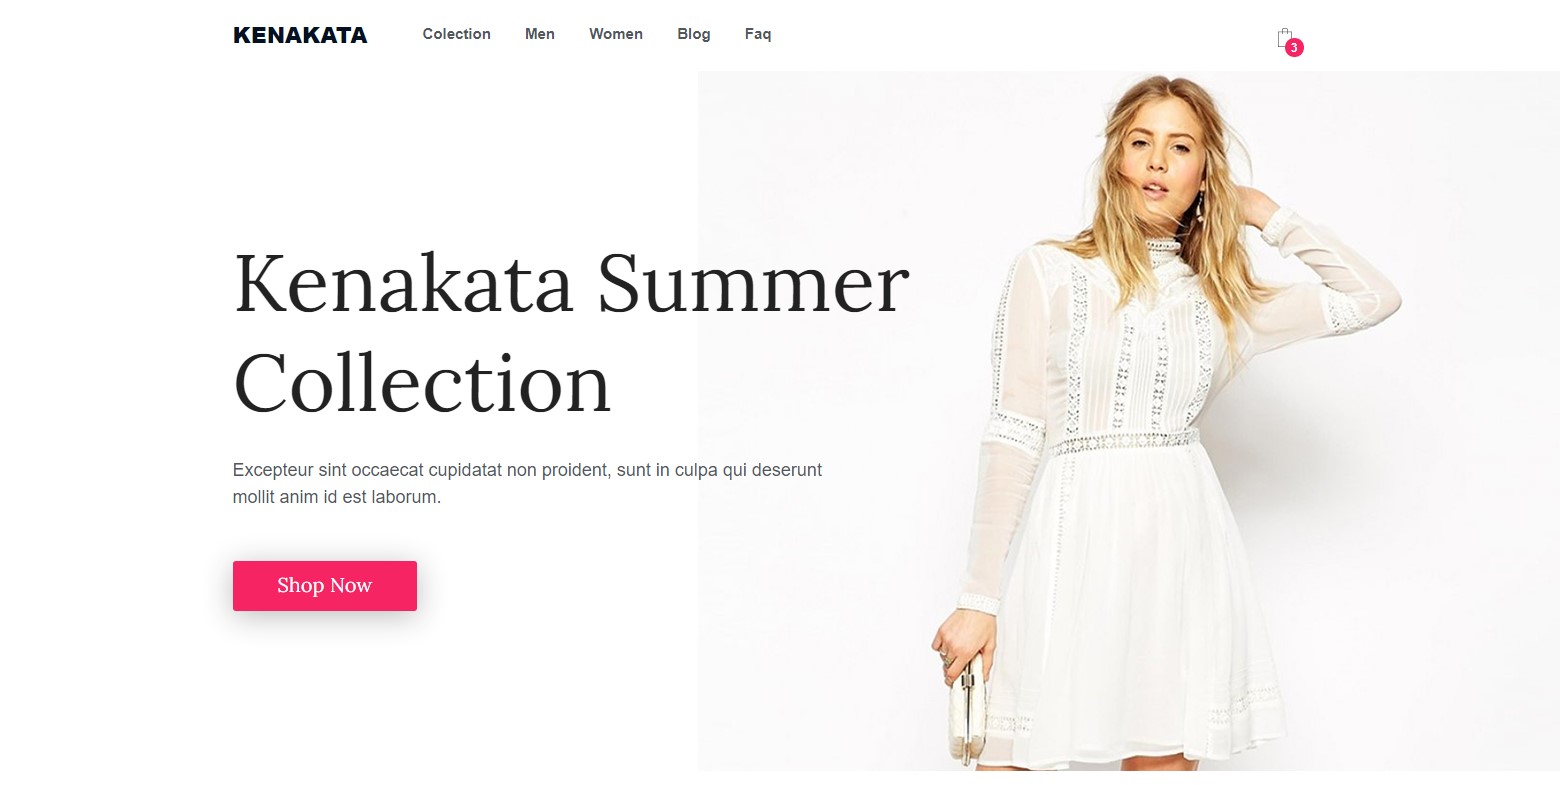 KENAKATA Colection Men Women Blog Faq 3
Kenakata Summer
Collection
Excepteur sint occaecat cupidatat non proident, sunt in culpa qui deserunt
mollit anim id est laborum.
Shop Now